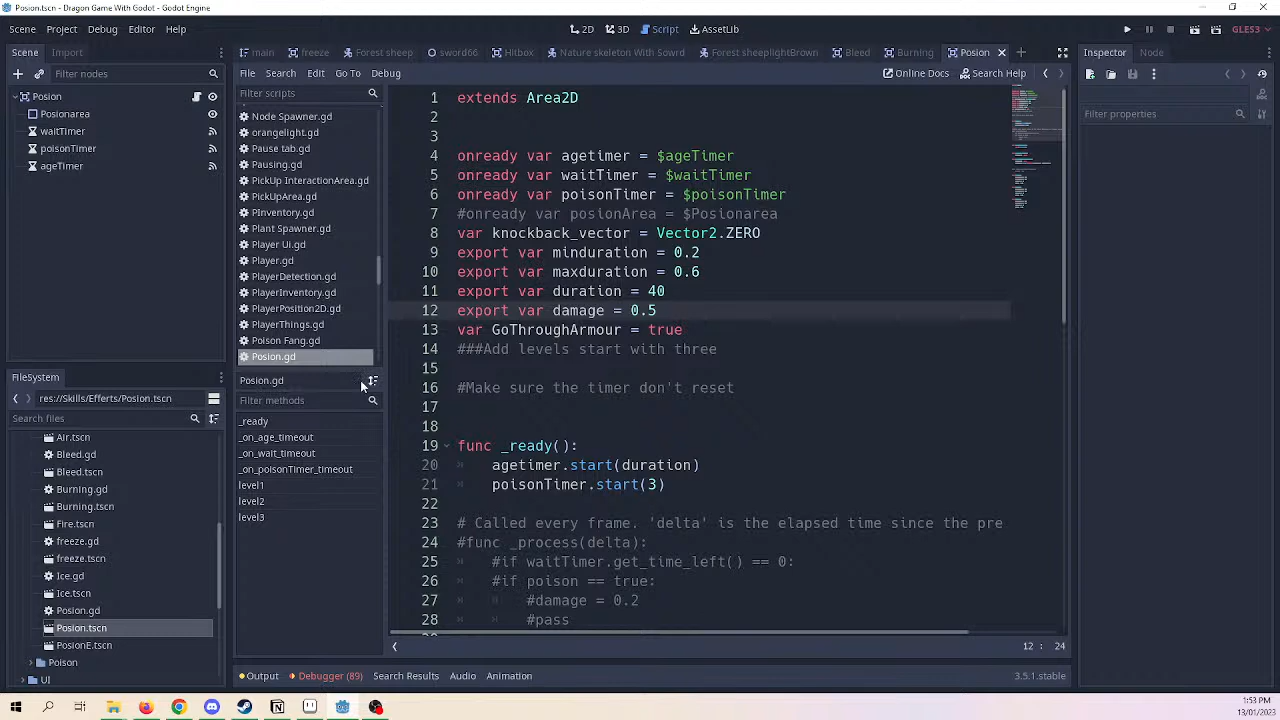 Posion.tscn - Dragon Game With Godot - Godot Engine
Scene Project Debug Editor Help
2D 3D Script AssetLib
GLES3
Scene Import
main freeze Forest sheep sword66 Hitbox Nature skeleton With Sowrd Forest sheeplightBrown Bleed Burning Posion
Inspector Node
Filter nodes
File Search Edit Go To Debug
Online Docs Search Help
Filter scripts
Filter properties
Posion
Posionarea
waitTimer
poisonTimer
ageTimer
Node Spawner.gd
orangelight.gd
Pause tab.gd
Pausing.gd
PickUp InteractionArea.gd
PickUpArea.gd
PInventory.gd
Plant Spawner.gd
Player Ui.gd
Player.gd
PlayerDetection.gd
PlayerInventory.gd
PlayerPosition2D.gd
PlayerThings.gd
Poison Fang.gd
Posion.gd
Posion.gd
Filter methods
_ready
_on_age_timeout
_on_wait_timeout
_on_poisonTimer_timeout
level1
level2
level3
1 extends Area2D
2
3
4 onready var agetimer = $ageTimer
5 onready var waitTimer = $waitTimer
6 onready var poisonTimer = $poisonTimer
7 #onready var psionArea = $Posionarea
8 var knockback_vector = Vector2.ZERO
9 export var minduration = 0.2
10 export var maxduration = 0.6
11 export var duration = 40
12 export var damage = 0.5
13 var GoThroughArmour = true
14 ###Add levels start with three
15
16 #Make sure the timer don't reset
17
18
19 func _ready():
20 agetimer.start(duration)
21 poisonTimer.start(3)
22
23 # Called every frame. 'delta' is the elapsed time since the pre
24 #func _process(delta):
25 #if waitTimer.get_time_left() == 0:
26 #if poison == true:
27 #damage = 0.2
28 #pass
12 : 24
FileSystem
res://Skills/Efferts/Posion.tscn
Search files
Air.tscn
Bleed.gd
Bleed.tscn
Burning.gd
Burning.tscn
Fire.tscn
freeze.gd
freeze.tscn
Ice.gd
Ice.tscn
Posion.gd
Posion.tscn
PosionE.tscn
Poison
UI
Output Debugger (89) Search Results Audio Animation
3.5.1.stable
1:53 PM
13/01/2023